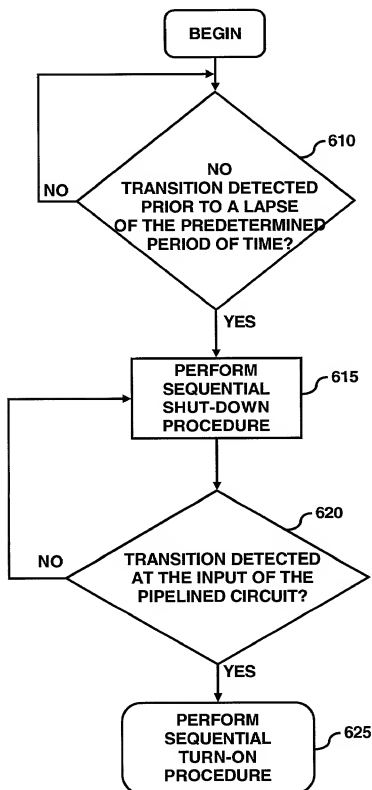 BEGIN
610
NO
TRANSITION DETECTED
PRIOR TO A LAPSE
OF THE PREDETERMINED
PERIOD OF TIME?
NO
YES
PERFORM
SEQUENTIAL
SHUT-DOWN
PROCEDURE
615
620
NO
TRANSITION DETECTED
AT THE INPUT OF THE
PIPELINED CIRCUIT?
YES
PERFORM
SEQUENTIAL
TURN-ON
PROCEDURE
625